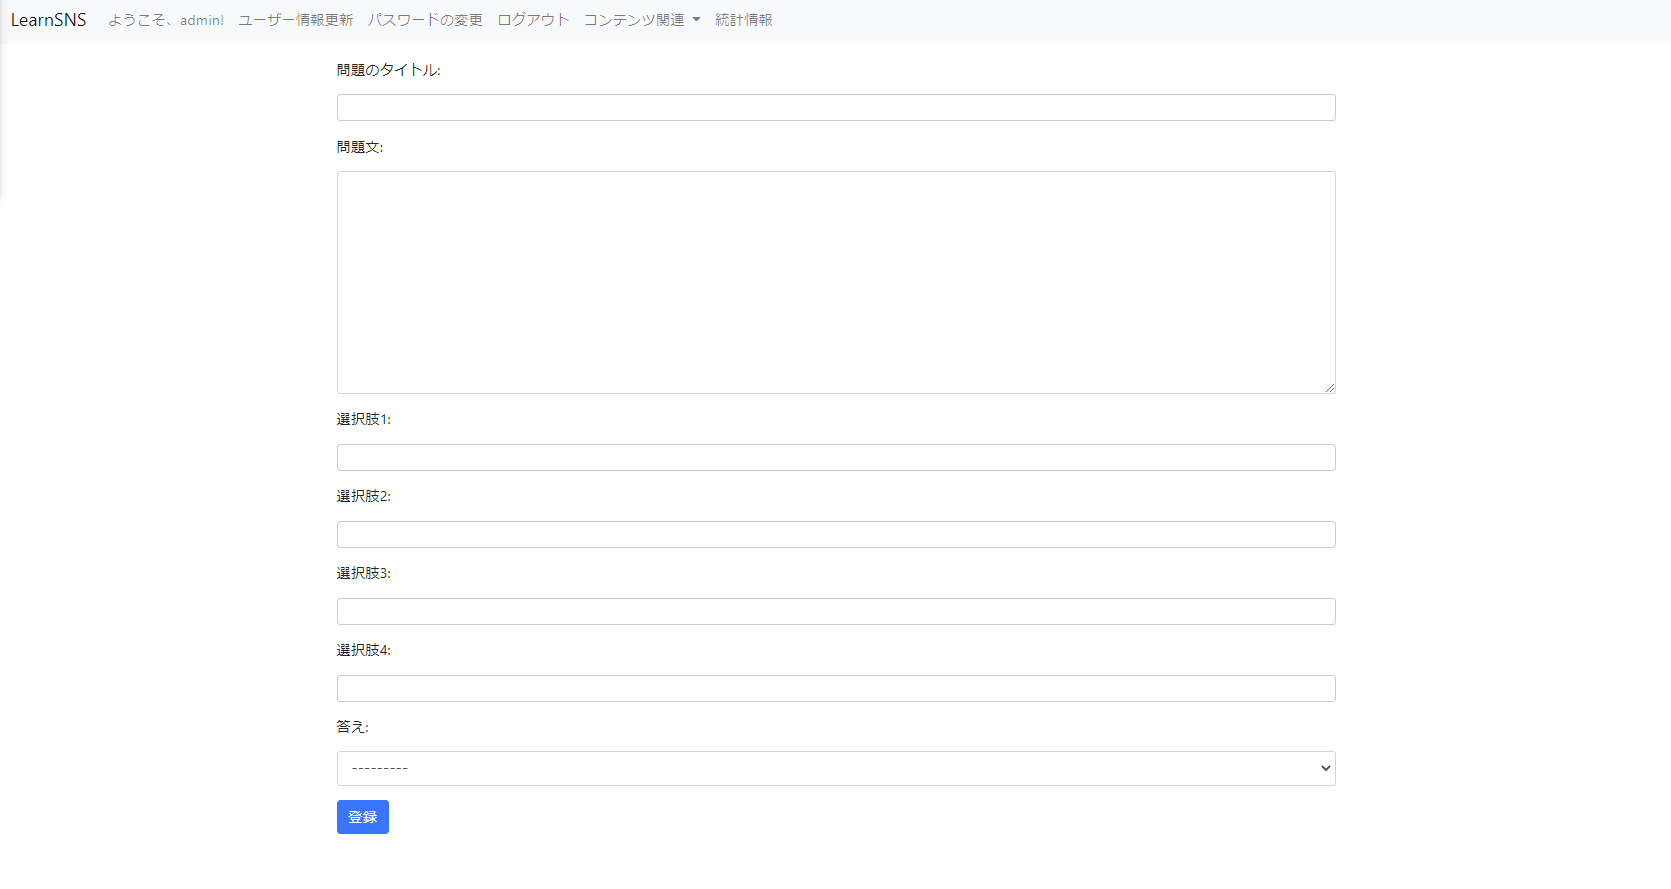 LearnSNS ようこそ、admin! ユーザー情報更新 パスワードの変更 ログアウト コンテンツ関連 統計情報
問題のタイトル:
問題文:
選択肢1:
選択肢2:
選択肢3:
選択肢4:
答え:
---------
登録